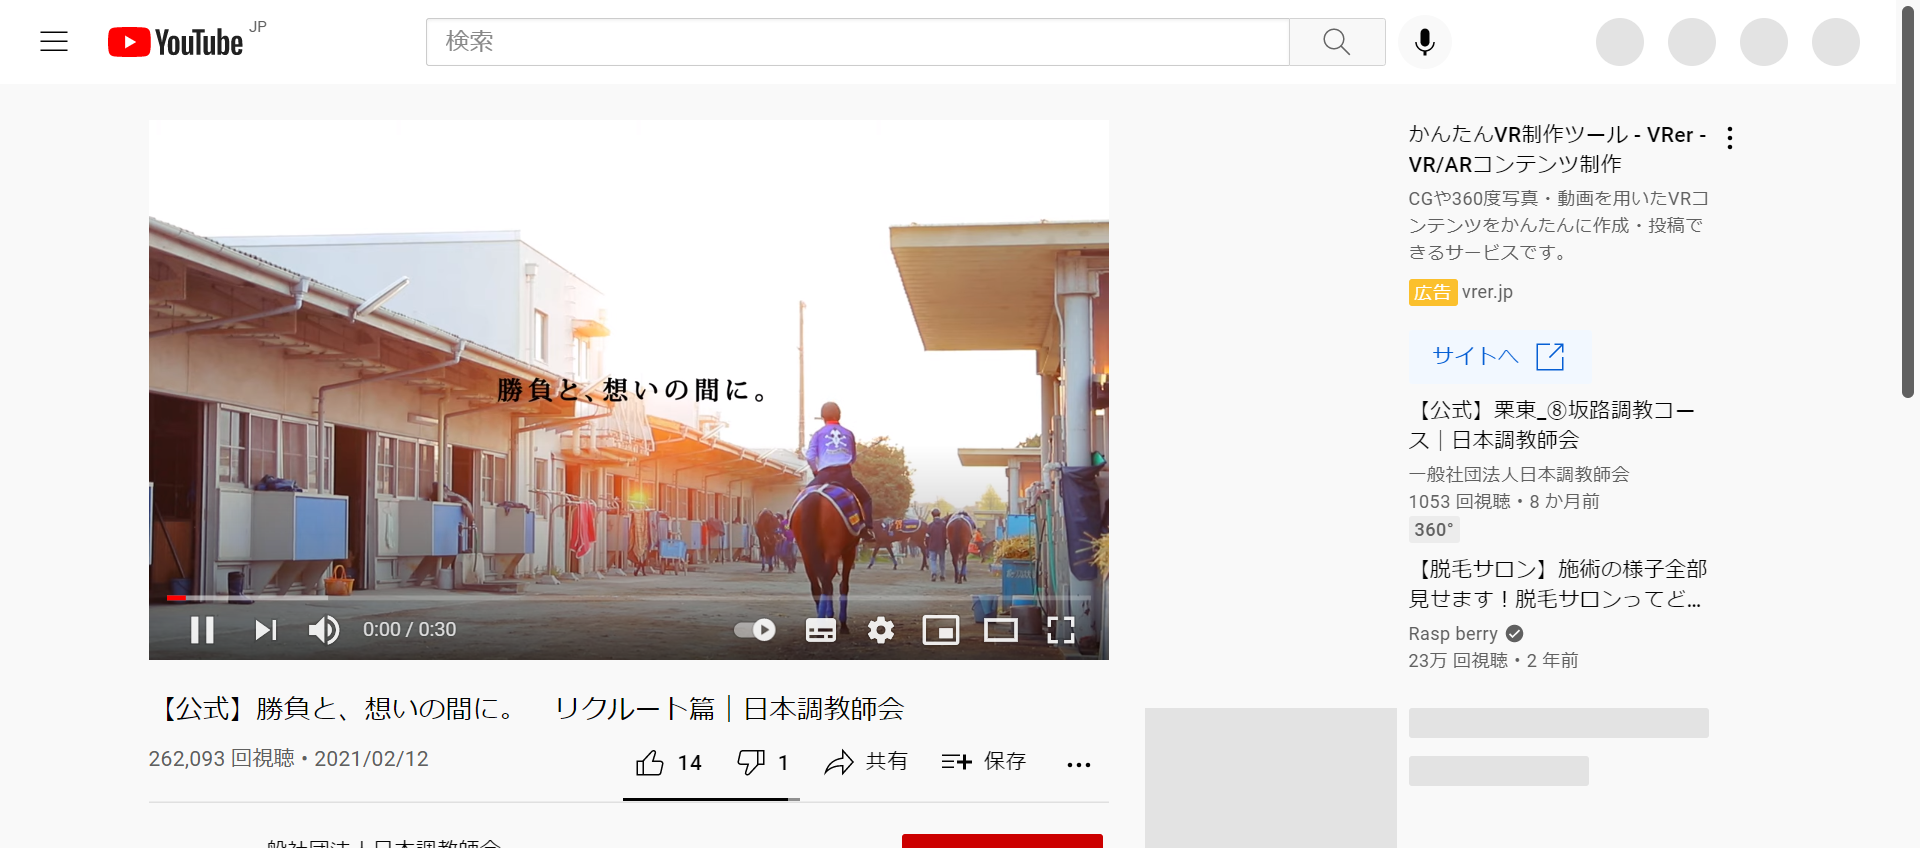 YouTube JP
検索
かんたんVR制作ツール - VRer -
VR/ARコンテンツ制作
CGや360度写真・動画を用いたVRコ
ンテンツをかんたんに作成・投稿で
きるサービスです。
広告 vrer.jp
サイトへ
【公式】栗東_⑧坂路調教コー
ス｜日本調教師会
一般社団法人日本調教師会
1053 回視聴・8 か月前
360°
【脱毛サロン】施術の様子全部
見せます！脱毛サロンってど...
Rasp berry
23万 回視聴・2 年前
勝負と、想いの間に。
0:00 / 0:30
【公式】勝負と、想いの間に。　リクルート篇｜日本調教師会
262,093 回視聴・2021/02/12
14
1
共有
保存